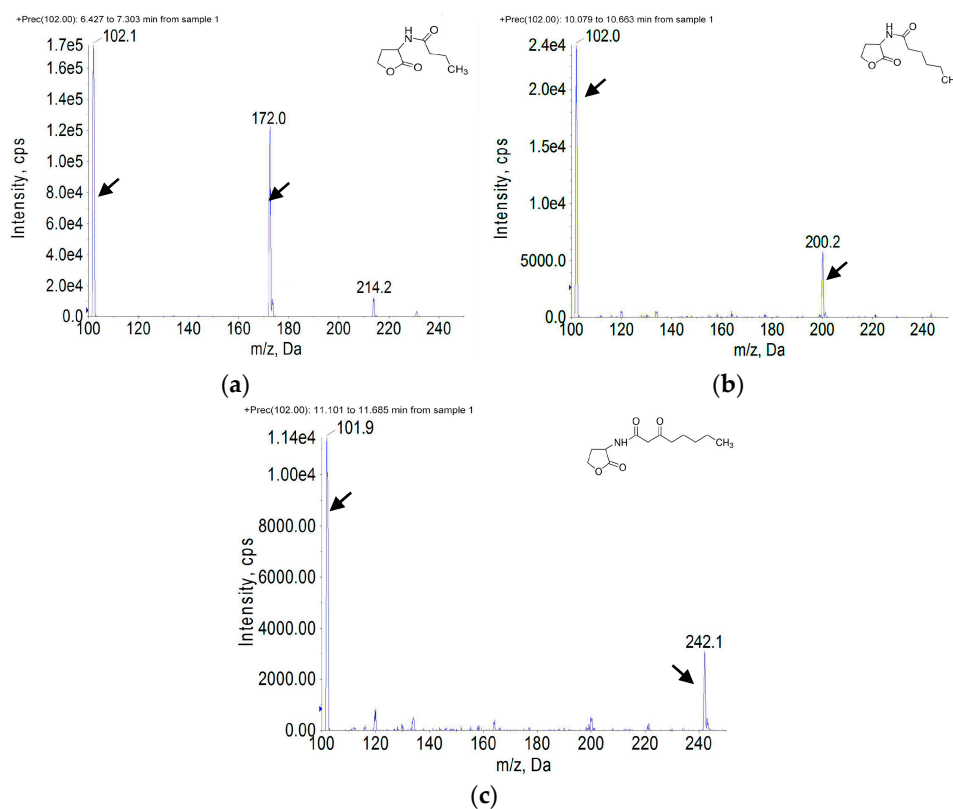 +Prec(102.00): 6.427 to 7.303 min from sample 1
102.1
1.7e5
1.5e5
1.2e5
1.0e5
8.0e4
6.0e4
4.0e4
2.0e4
0.0
Intensity, cps
172.0
214.2
100 120 140 160 180 200 220 240
m/z, Da
O
NH
O
O
CH3
(a)
+Prec(102.00): 10.079 to 10.663 min from sample 1
102.0
2.4e4
2.0e4
1.5e4
1.0e4
5000.0
0.0
Intensity, cps
200.2
100 120 140 160 180 200 220 240
m/z, Da
H
N
O
O
O
CH
(b)
+Prec(102.00): 11.101 to 11.685 min from sample 1
101.9
1.14e4
1.00e4
8000.00
6000.00
4000.00
2000.00
0.00
Intensity, cps
242.1
100 120 140 160 180 200 220 240
m/z, Da
O O
NH
CH3
O
O
(c)